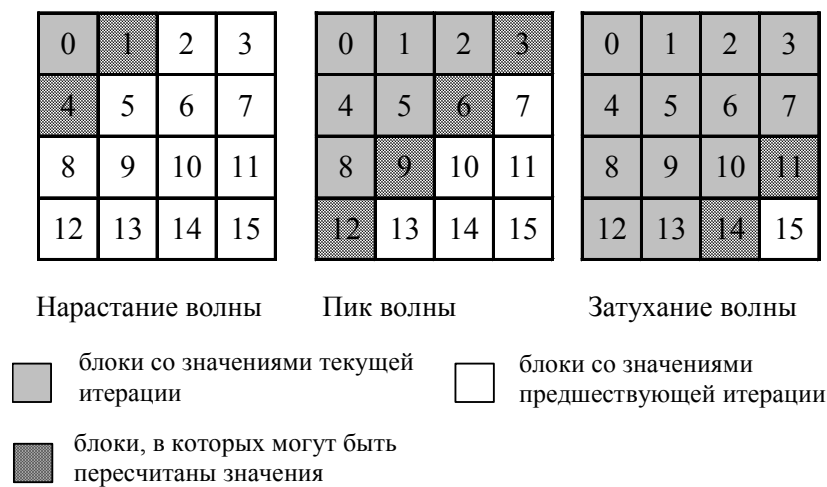 0 1 2 3
4 5 6 7
8 9 10 11
12 13 14 15
0 1 2 3
4 5 6 7
8 9 10 11
12 13 14 15
0 1 2 3
4 5 6 7
8 9 10 11
12 13 14 15
Нарастание волны
Пик волны
Затухание волны
блоки со значениями текущей
итерации
блоки со значениями
предшествующей итерации
блоки, в которых могут быть
пересчитаны значения